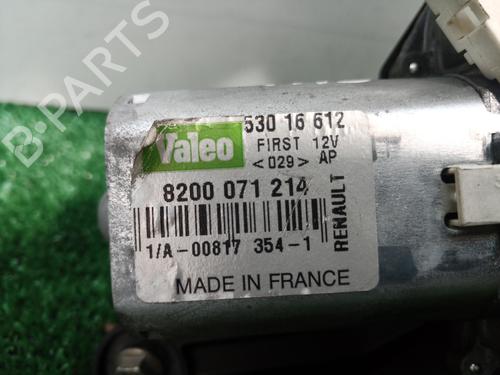 Valeo
530 16 612
FIRST 12V
<029> AP
8200 071 214
RENAULT
1/A-00817 354-1
MADE IN FRANCE